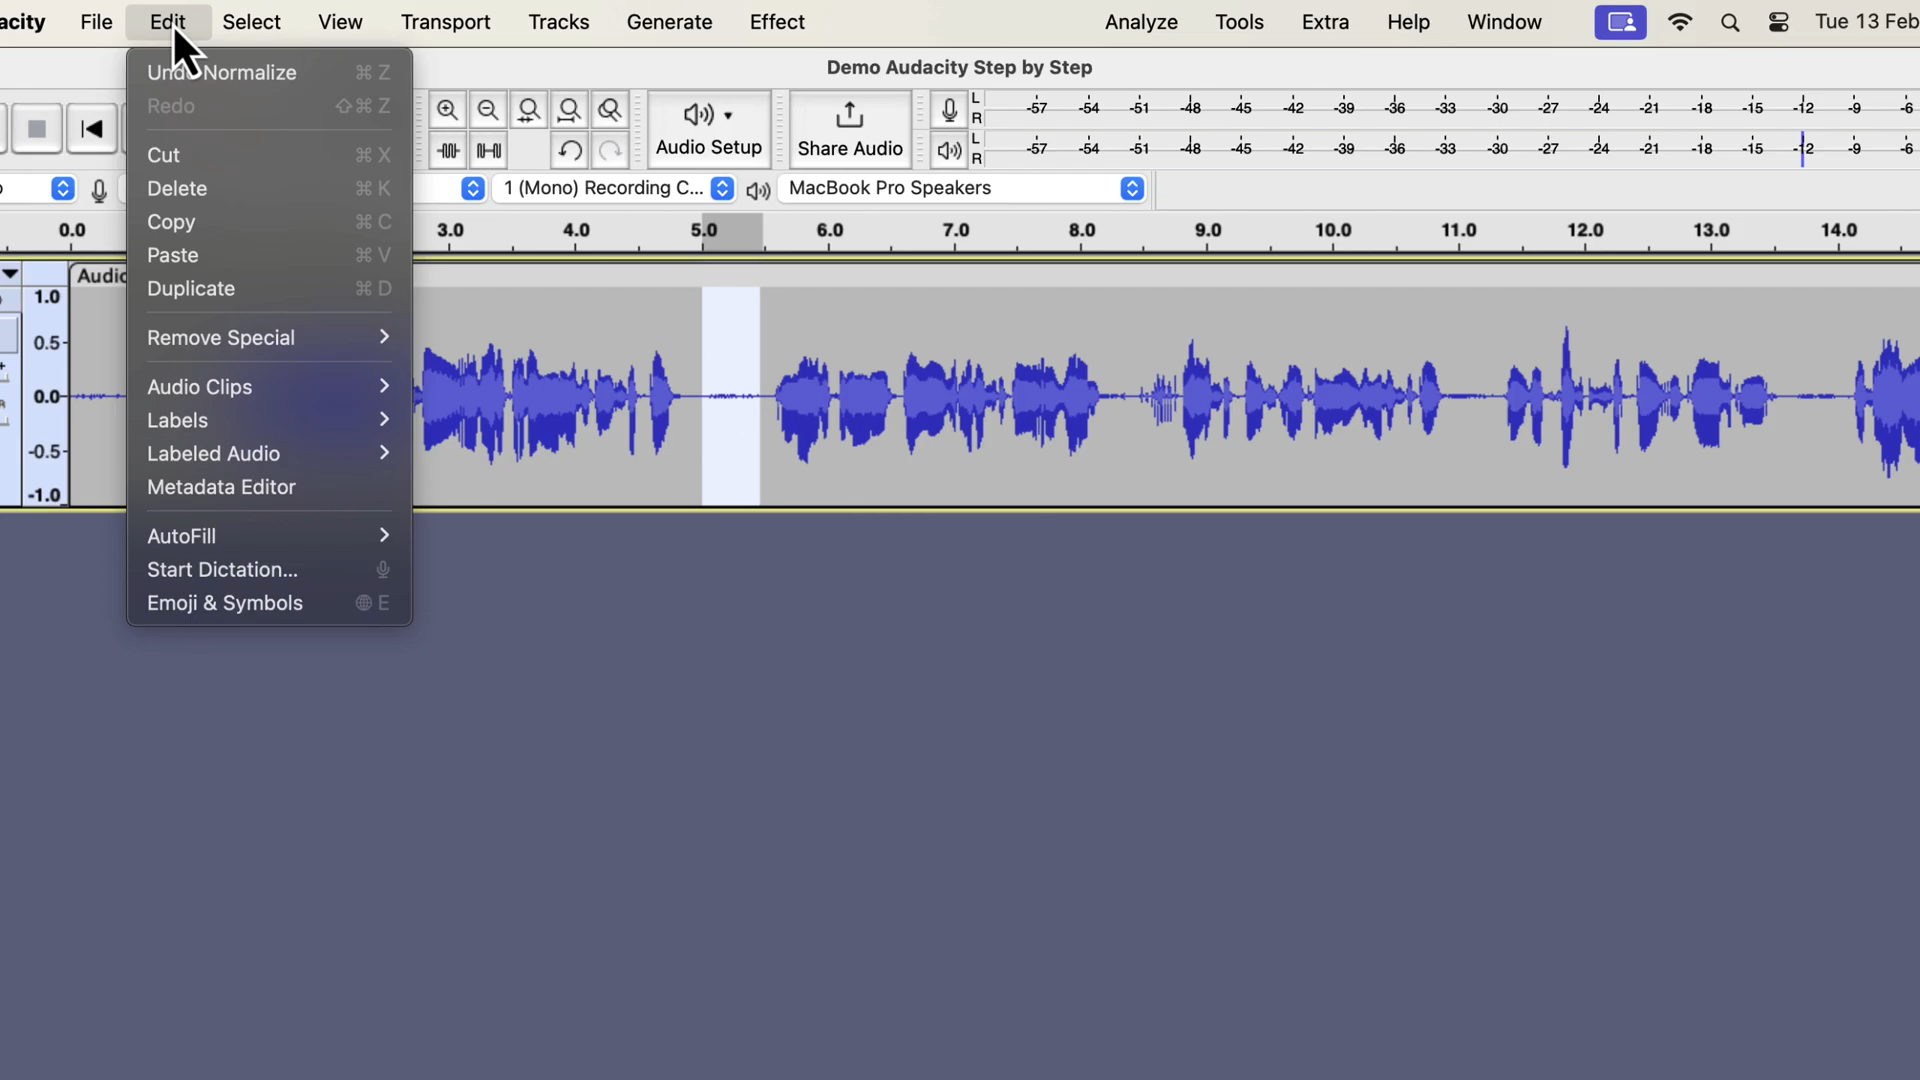 acity File Edit Select View Transport Tracks Generate Effect Analyze Tools Extra Help Window Tue 13 Feb
Demo Audacity Step by Step
Undo Normalize ⌘ Z
Redo ⇧⌘ Z
Cut ⌘ X
Delete ⌘ K
Copy ⌘ C
Paste ⌘ V
Duplicate ⌘ D
Remove Special
Audio Clips
Labels
Labeled Audio
Metadata Editor
AutoFill
Start Dictation...
Emoji & Symbols E
Audio Setup
Share Audio
L
R
-57 -54 -51 -48 -45 -42 -39 -36 -33 -30 -27 -24 -21 -18 -15 -12 -9 -6
L
R
-57 -54 -51 -48 -45 -42 -39 -36 -33 -30 -27 -24 -21 -18 -15 -12 -9 -6
1 (Mono) Recording C... MacBook Pro Speakers
0.0 3.0 4.0 5.0 6.0 7.0 8.0 9.0 10.0 11.0 12.0 13.0 14.0
Audio
1.0
0.5
0.0
-0.5
-1.0